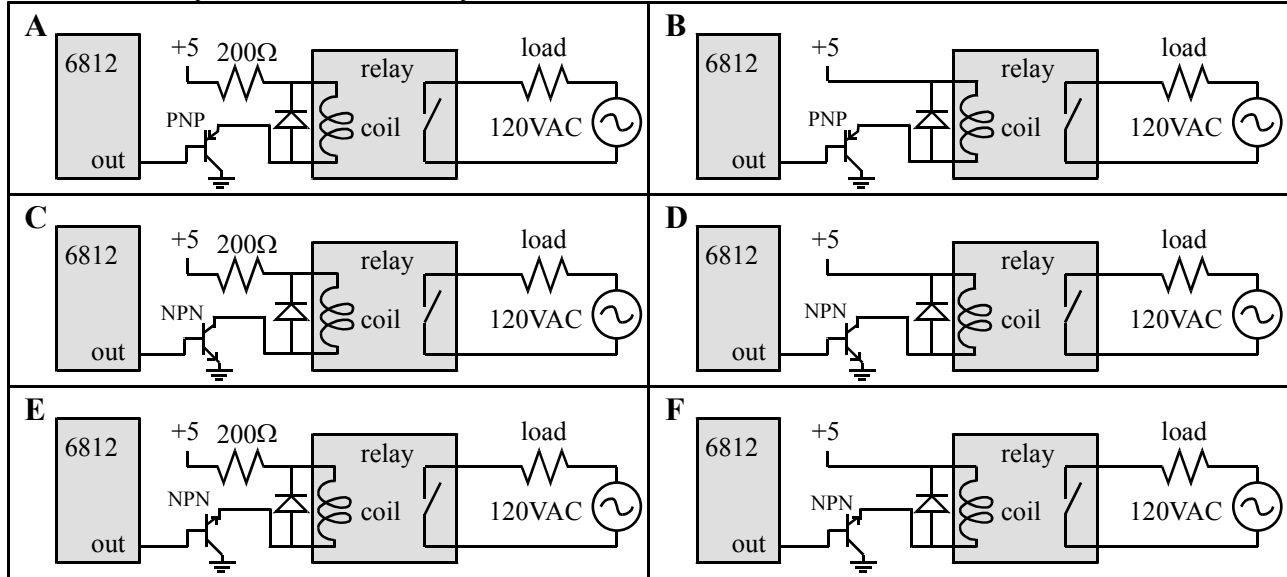 A
+5 200Ω
6812
relay
load
PNP
coil
120VAC
out
B
+5
6812
relay
load
PNP
coil
120VAC
out
C
+5 200Ω
6812
relay
load
NPN
coil
120VAC
out
D
+5
6812
relay
load
NPN
coil
120VAC
out
E
+5 200Ω
6812
relay
load
NPN
coil
120VAC
out
F
+5
6812
relay
load
NPN
coil
120VAC
out